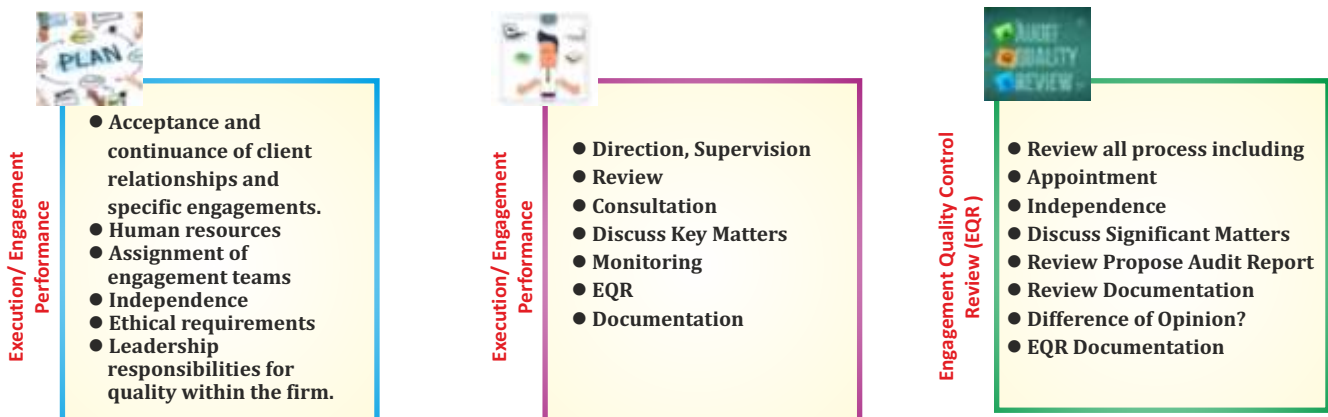 PLAN
Execution/ Engagement
Performance
● Acceptance and
continuance of client
relationships and
specific engagements.
● Human resources
● Assignment of
engagement teams
● Independence
● Ethical requirements
● Leadership
responsibilities for
quality within the firm.
Execution/ Engagement
Performance
● Direction, Supervision
● Review
● Consultation
● Discuss Key Matters
● Monitoring
● EQR
● Documentation
AUDIT
QUALITY
REVIEW
Engagement Quality Control
Review (EQR )
● Review all process including
● Appointment
● Independence
● Discuss Significant Matters
● Review Propose Audit Report
● Review Documentation
● Difference of Opinion?
● EQR Documentation